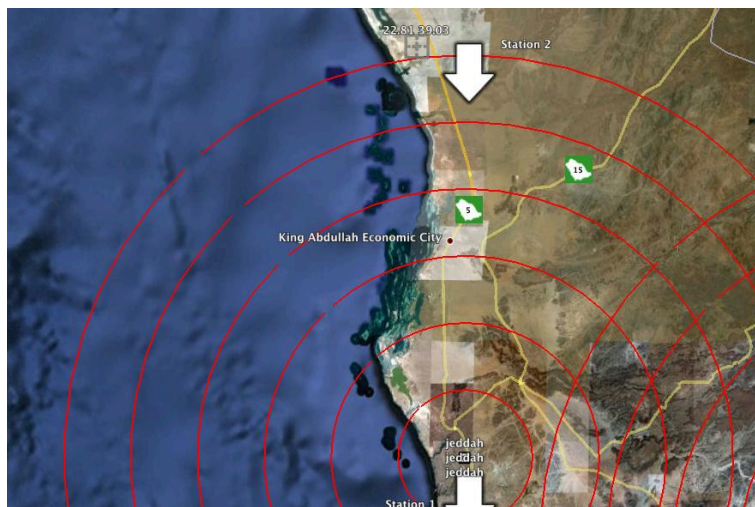 22.81 39.03
Station 2
15
5
King Abdullah Economic City
jeddah
jeddah
jeddah
Station 1